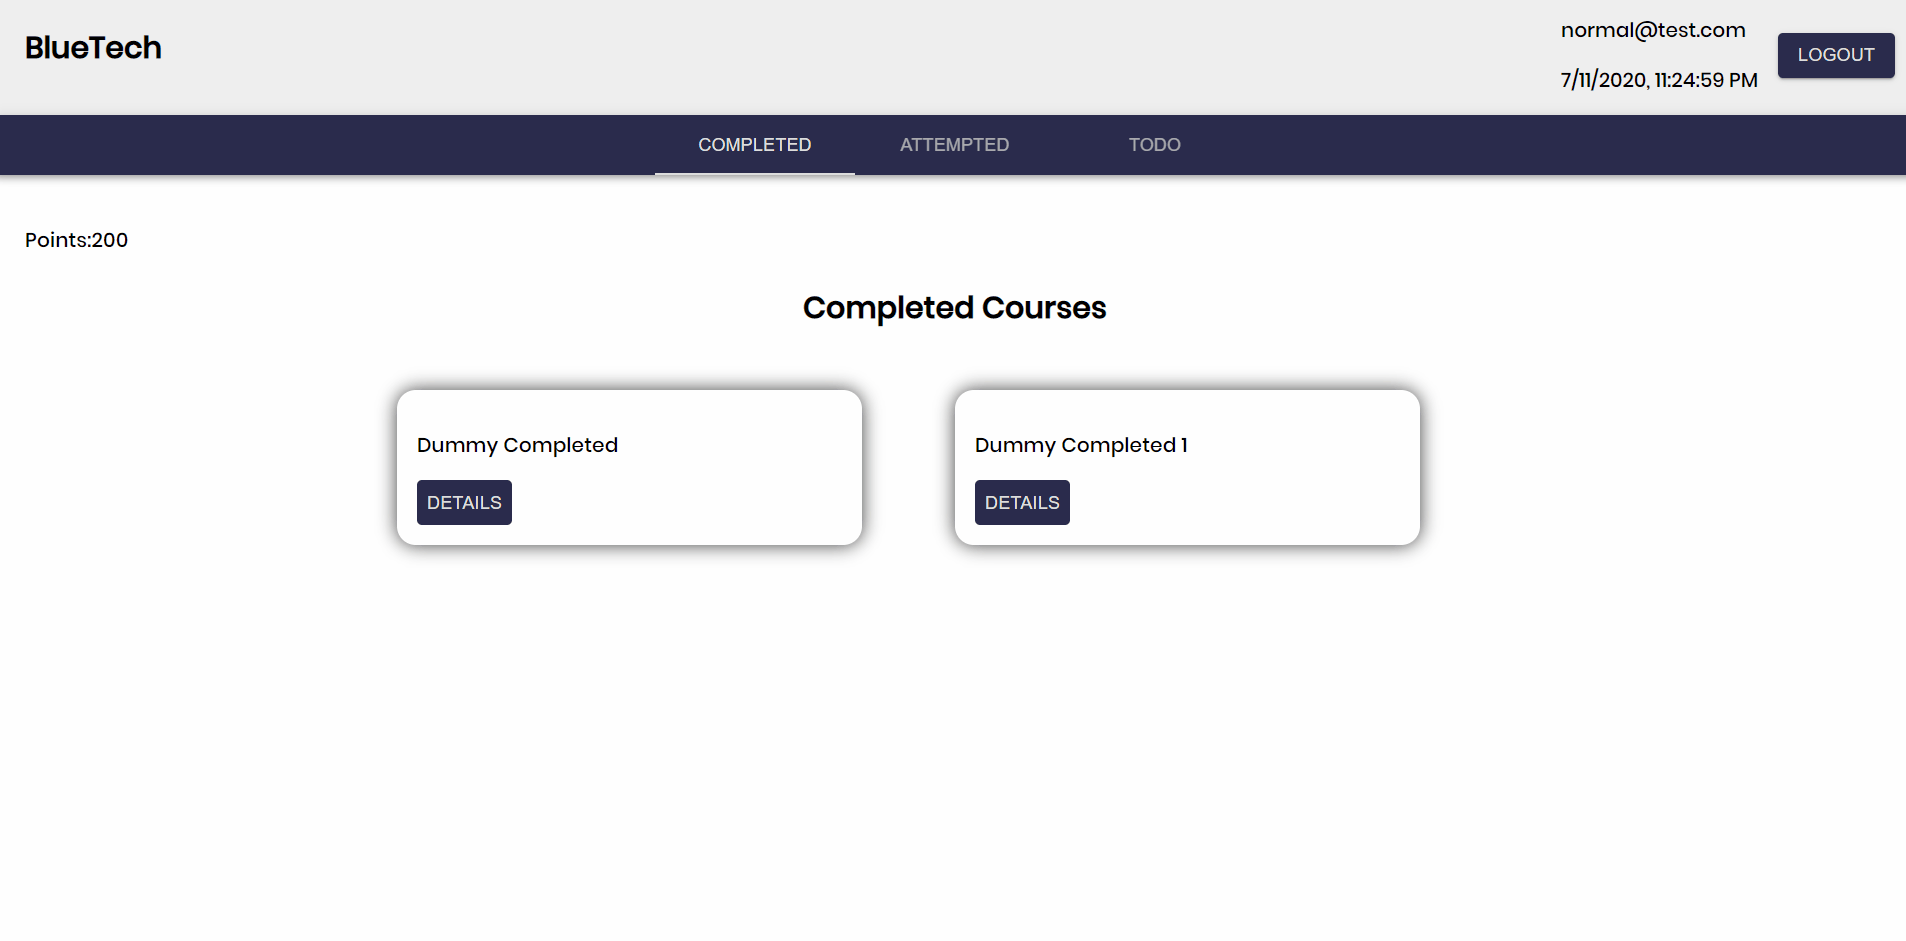 BlueTech
normal@test.com
7/11/2020, 11:24:59 PM
LOGOUT
COMPLETED
ATTEMPTED
TODO
Points:200
Completed Courses
Dummy Completed
DETAILS
Dummy Completed 1
DETAILS